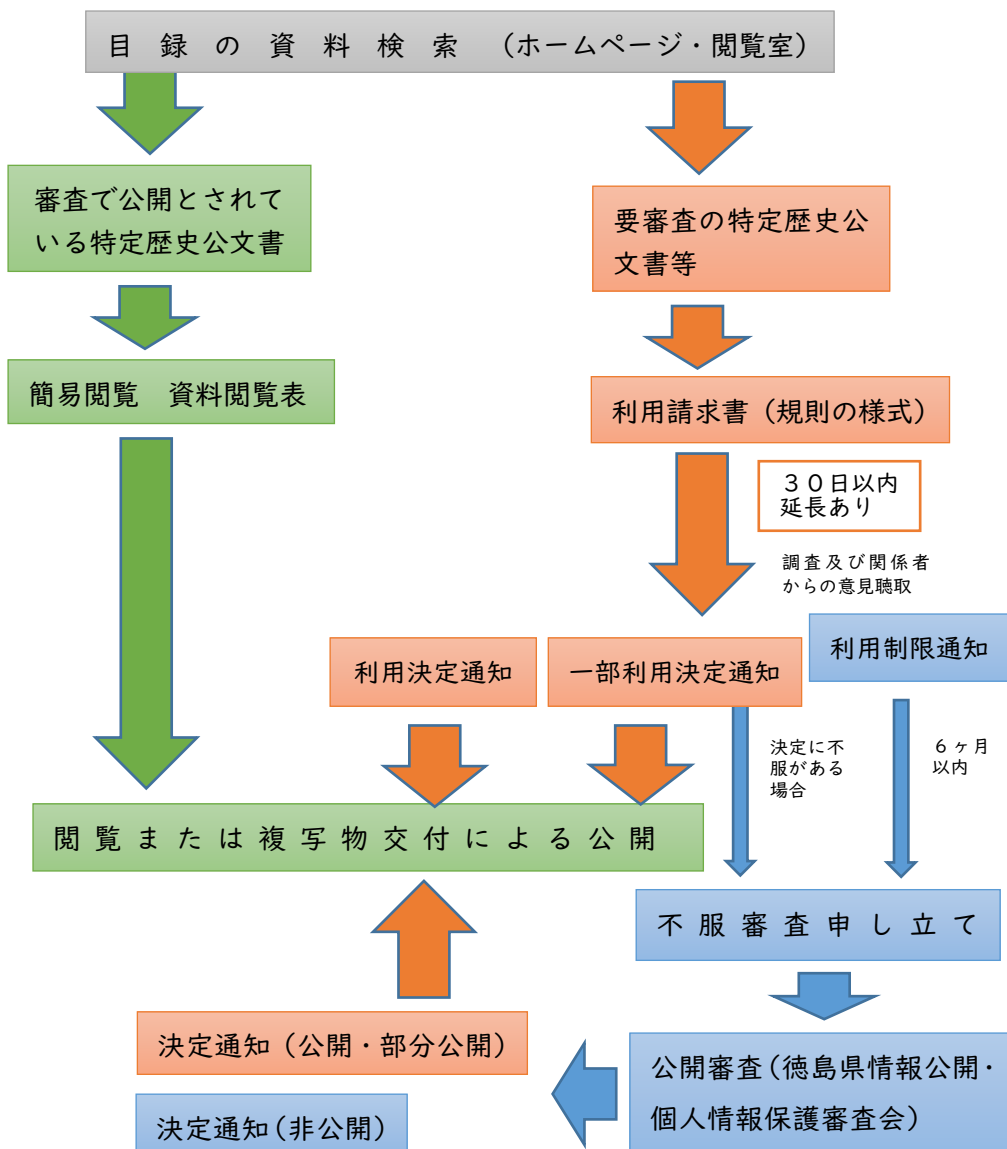 目録の資料検索（ホームページ・閲覧室）
審査で公開とされて
いる特定歴史公文書
要審査の特定歴史公
文書等
簡易閲覧　資料閲覧表
利用請求書（規則の様式）
３０日以内
延長あり
調査及び関係者
からの意見聴取
利用決定通知
一部利用決定通知
利用制限通知
決定に不
服がある
場合
６ヶ月
以内
閲覧または複写物交付による公開
不服審査申し立て
決定通知（公開・部分公開）
決定通知（非公開）
公開審査（徳島県情報公開・
個人情報保護審査会）